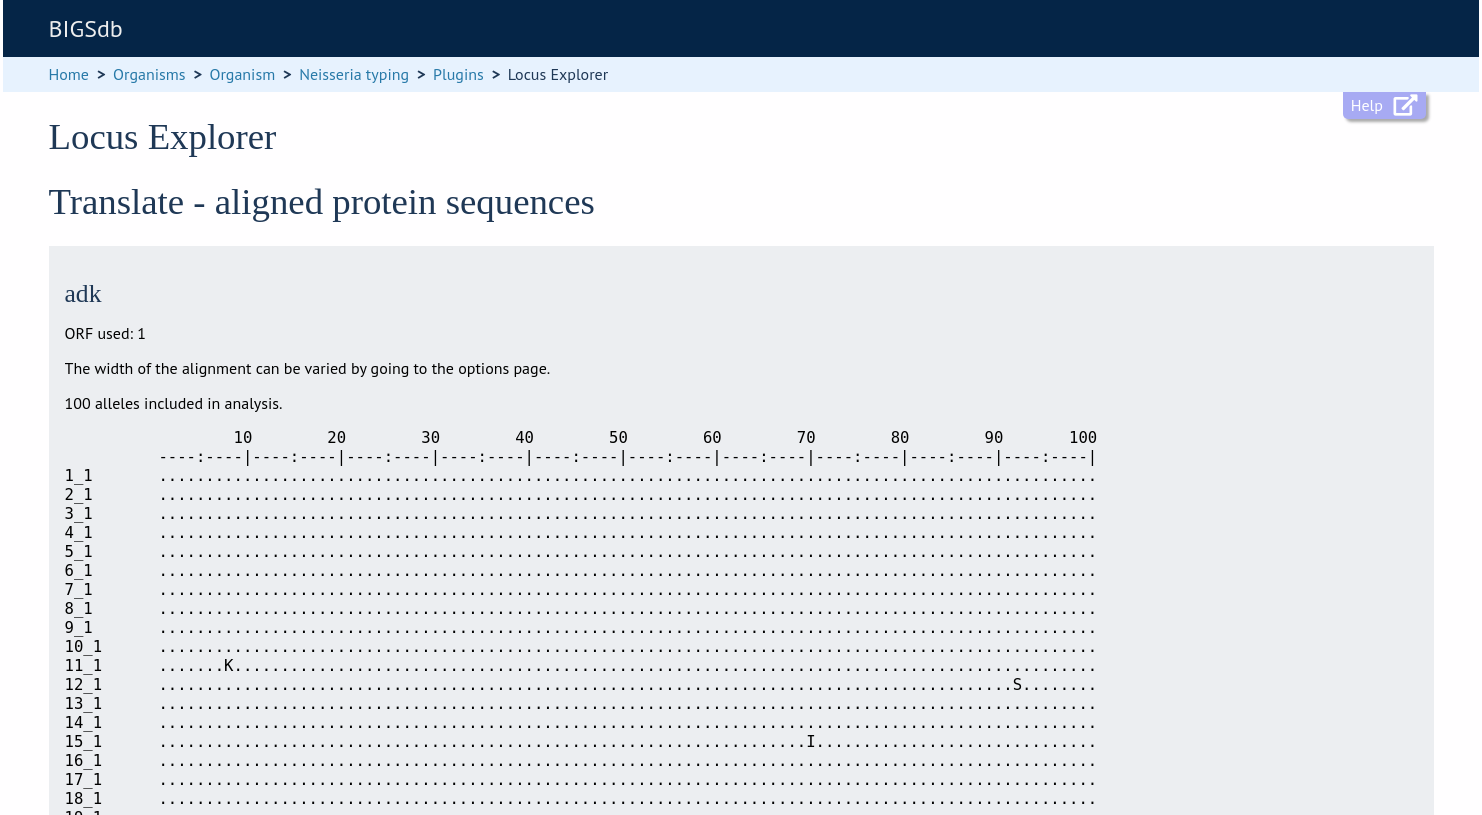 BIGSdb
Home > Organisms > Organism > Neisseria typing > Plugins > Locus Explorer
Help
Locus Explorer
Translate - aligned protein sequences
adk
ORF used: 1
The width of the alignment can be varied by going to the options page.
100 alleles included in analysis.
10 20 30 40 50 60 70 80 90 100
----:----|----:----|----:----|----:----|----:----|----:----|----:----|----:----|----:----|----:----|
1_1 ....................................................................................................
2_1 ....................................................................................................
3_1 ....................................................................................................
4_1 ....................................................................................................
5_1 ....................................................................................................
6_1 ....................................................................................................
7_1 ....................................................................................................
8_1 ....................................................................................................
9_1 ....................................................................................................
10_1 ....................................................................................................
11_1 .......K............................................................................................
12_1 ...........................................................................................S........
13_1 ....................................................................................................
14_1 ....................................................................................................
15_1 .....................................................................I..............................
16_1 ....................................................................................................
17_1 ....................................................................................................
18_1 ....................................................................................................